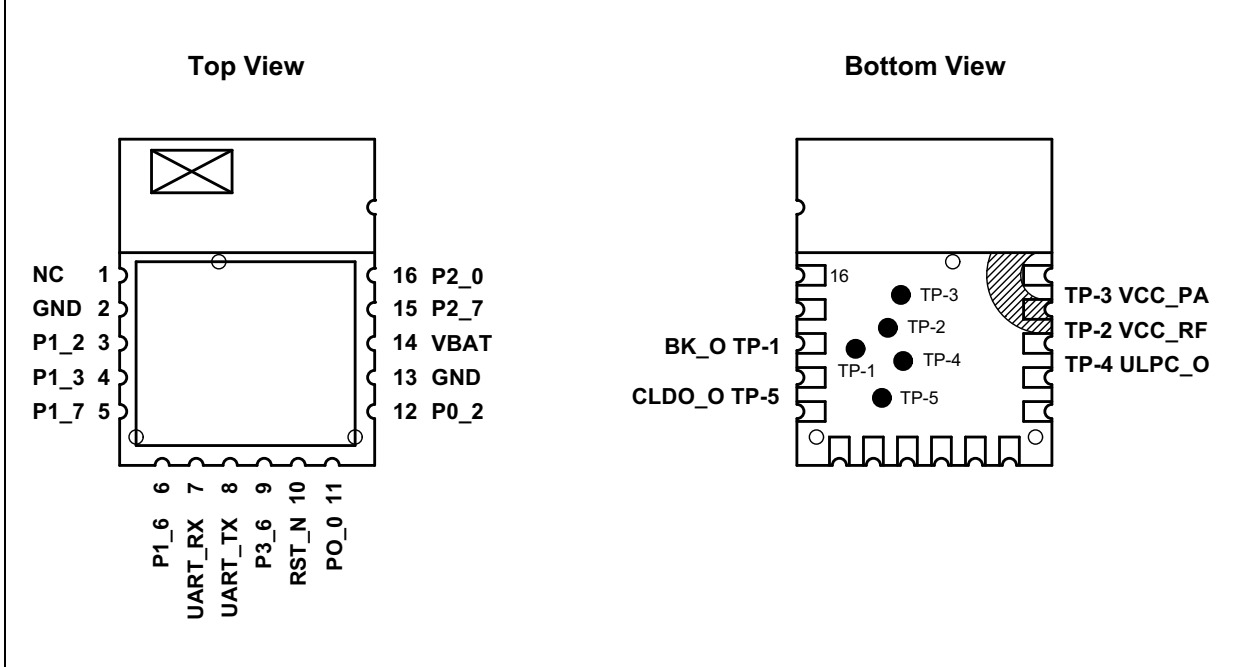 Top View
NC 1
GND 2
P1_2 3
P1_3 4
P1_7 5
16 P2_0
15 P2_7
14 VBAT
13 GND
12 P0_2
P1_6 6
UART_RX 7
UART_TX 8
P3_6 9
RST_N 10
PO_0 11
Bottom View
16
TP-3
TP-2
TP-1
TP-4
TP-5
BK_O TP-1
CLDO_O TP-5
TP-3 VCC_PA
TP-2 VCC_RF
TP-4 ULPC_O